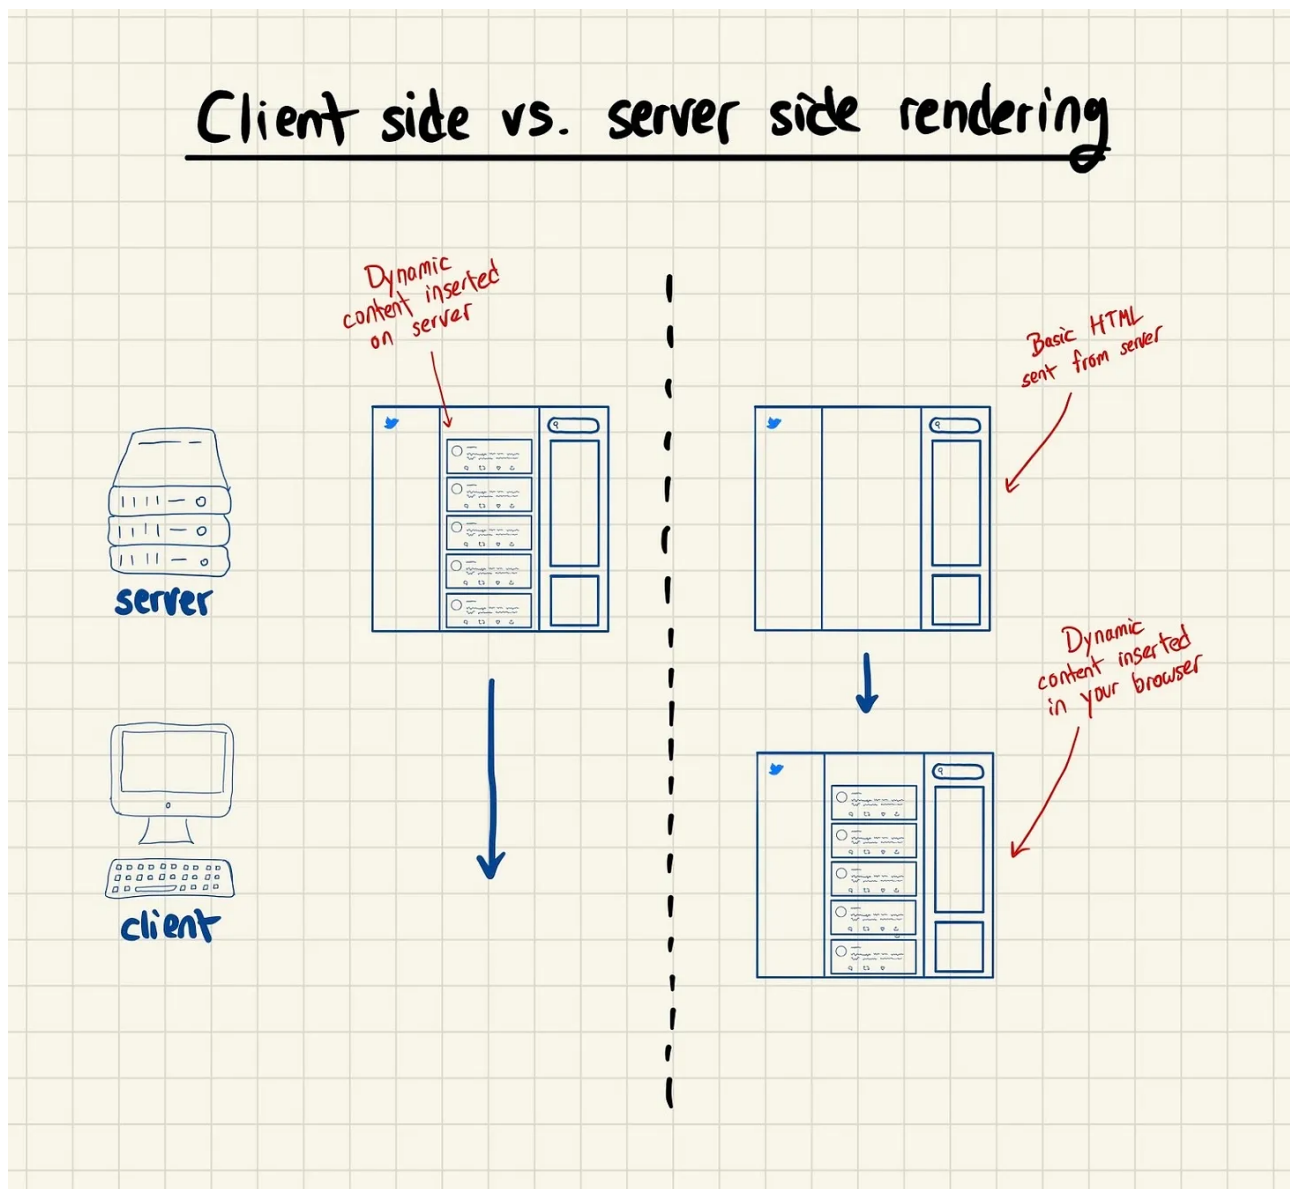 Client side vs. server side rendering
Dynamic
content inserted
on server
Basic HTML
sent from server
server
Dynamic
content inserted
in your browser
client